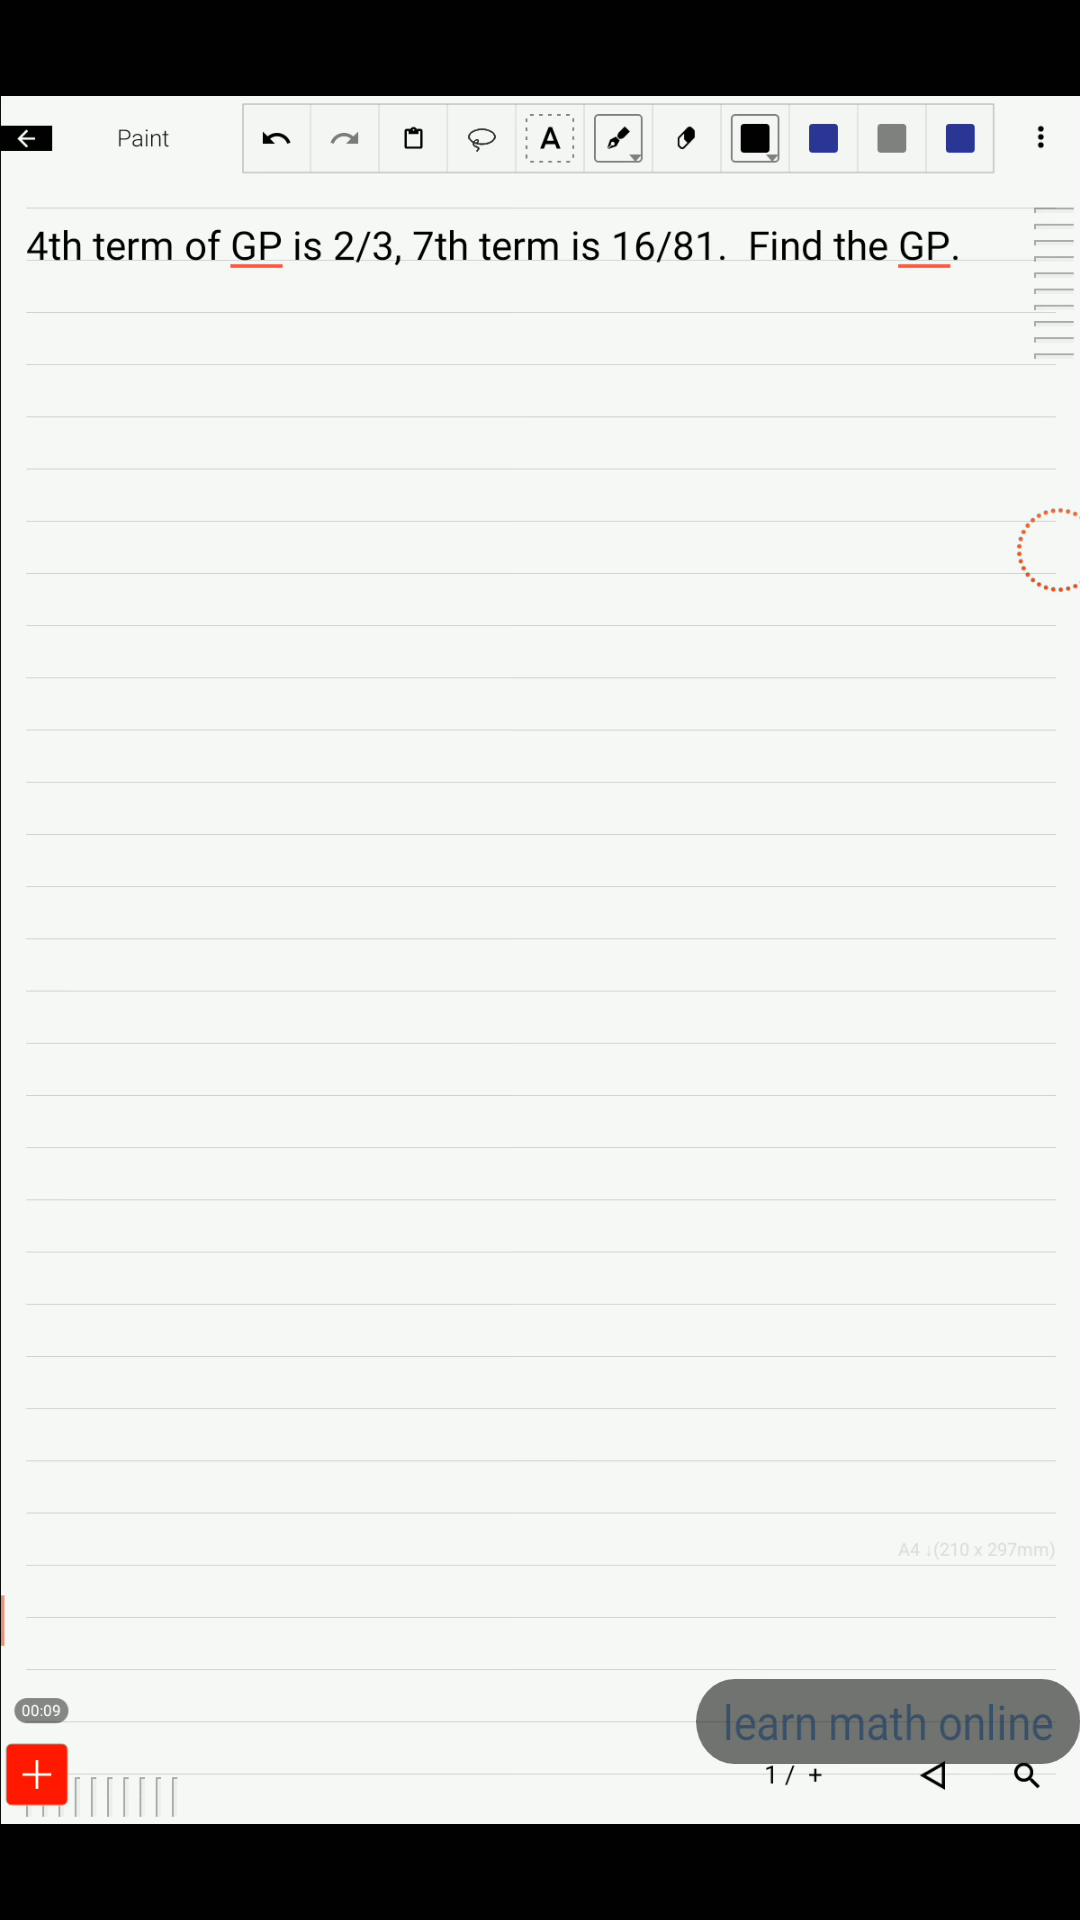 Paint
A
4th term of GP is 2/3, 7th term is 16/81.  Find the GP.
A4 ↓(210 x 297mm)
00:09
learn math online
1 / +